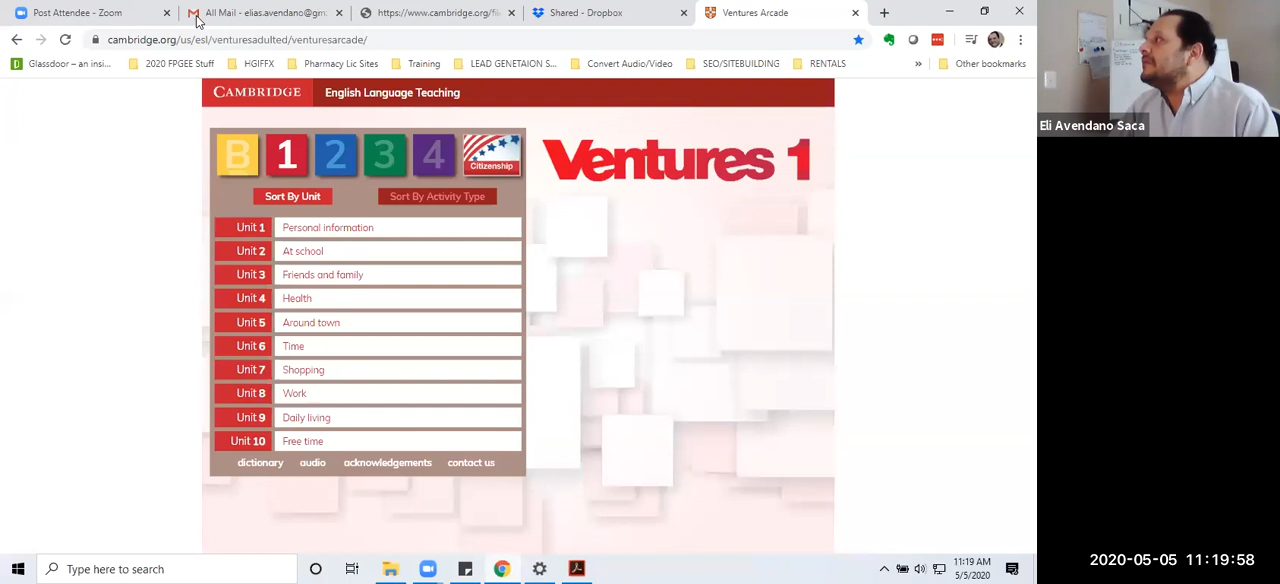 Post Attendee - Zoom
All Mail - elias.avendano@gm
https://www.cambridge.org/fil
Shared - Dropbox
Ventures Arcade
cambridge.org/us/esl/venturesadulted/venturesarcade/
Glassdoor – an insi...
2020 FPGEE Stuff
HGIFFX
Pharmacy Lic Sites
Trading
LEAD GENETAION S...
Convert Audio/Video
SEO/SITEBUILDING
RENTALS
»
Other bookmarks
CAMBRIDGE
English Language Teaching
B
1
2
3
4
Citizenship
Ventures 1
Sort By Unit
Sort By Activity Type
Unit 1 Personal information
Unit 2 At school
Unit 3 Friends and family
Unit 4 Health
Unit 5 Around town
Unit 6 Time
Unit 7 Shopping
Unit 8 Work
Unit 9 Daily living
Unit 10 Free time
dictionary audio acknowledgements contact us
Eli Avendano Saca
Type here to search
11:19 AM
5/5/2020
2020-05-05 11:19:58